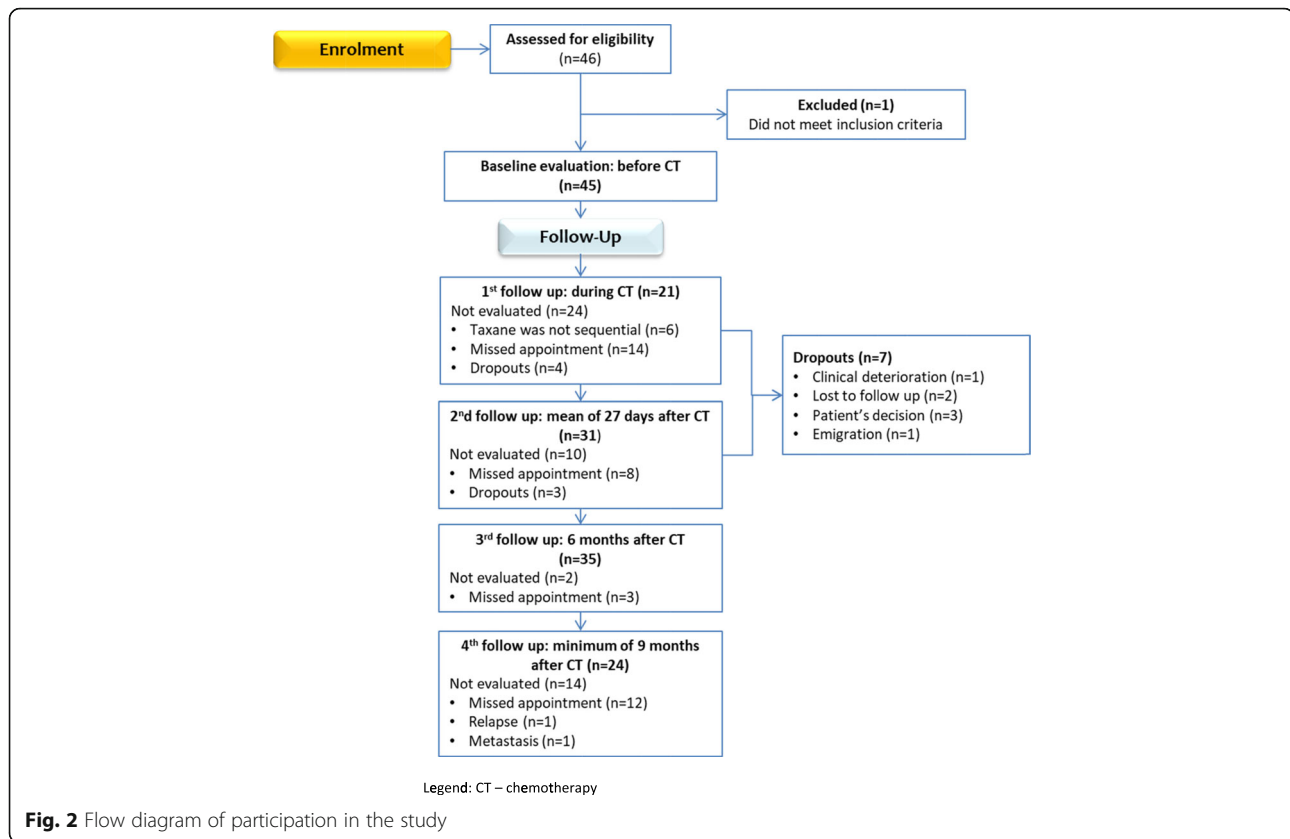 Enrolment
Assessed for eligibility
(n=46)
Excluded (n=1)
Did not meet inclusion criteria
Baseline evaluation: before CT
(n=45)
Follow-Up
1st follow up: during CT (n=21)
Not evaluated (n=24)
• Taxane was not sequential (n=6)
• Missed appointment (n=14)
• Dropouts (n=4)
Dropouts (n=7)
• Clinical deterioration (n=1)
• Lost to follow up (n=2)
• Patient's decision (n=3)
• Emigration (n=1)
2nd follow up: mean of 27 days after CT
(n=31)
Not evaluated (n=10)
• Missed appointment (n=8)
• Dropouts (n=3)
3rd follow up: 6 months after CT
(n=35)
Not evaluated (n=2)
• Missed appointment (n=3)
4th follow up: minimum of 9 months
after CT (n=24)
Not evaluated (n=14)
• Missed appointment (n=12)
• Relapse (n=1)
• Metastasis (n=1)
Legend: CT – chemotherapy
Fig. 2 Flow diagram of participation in the study